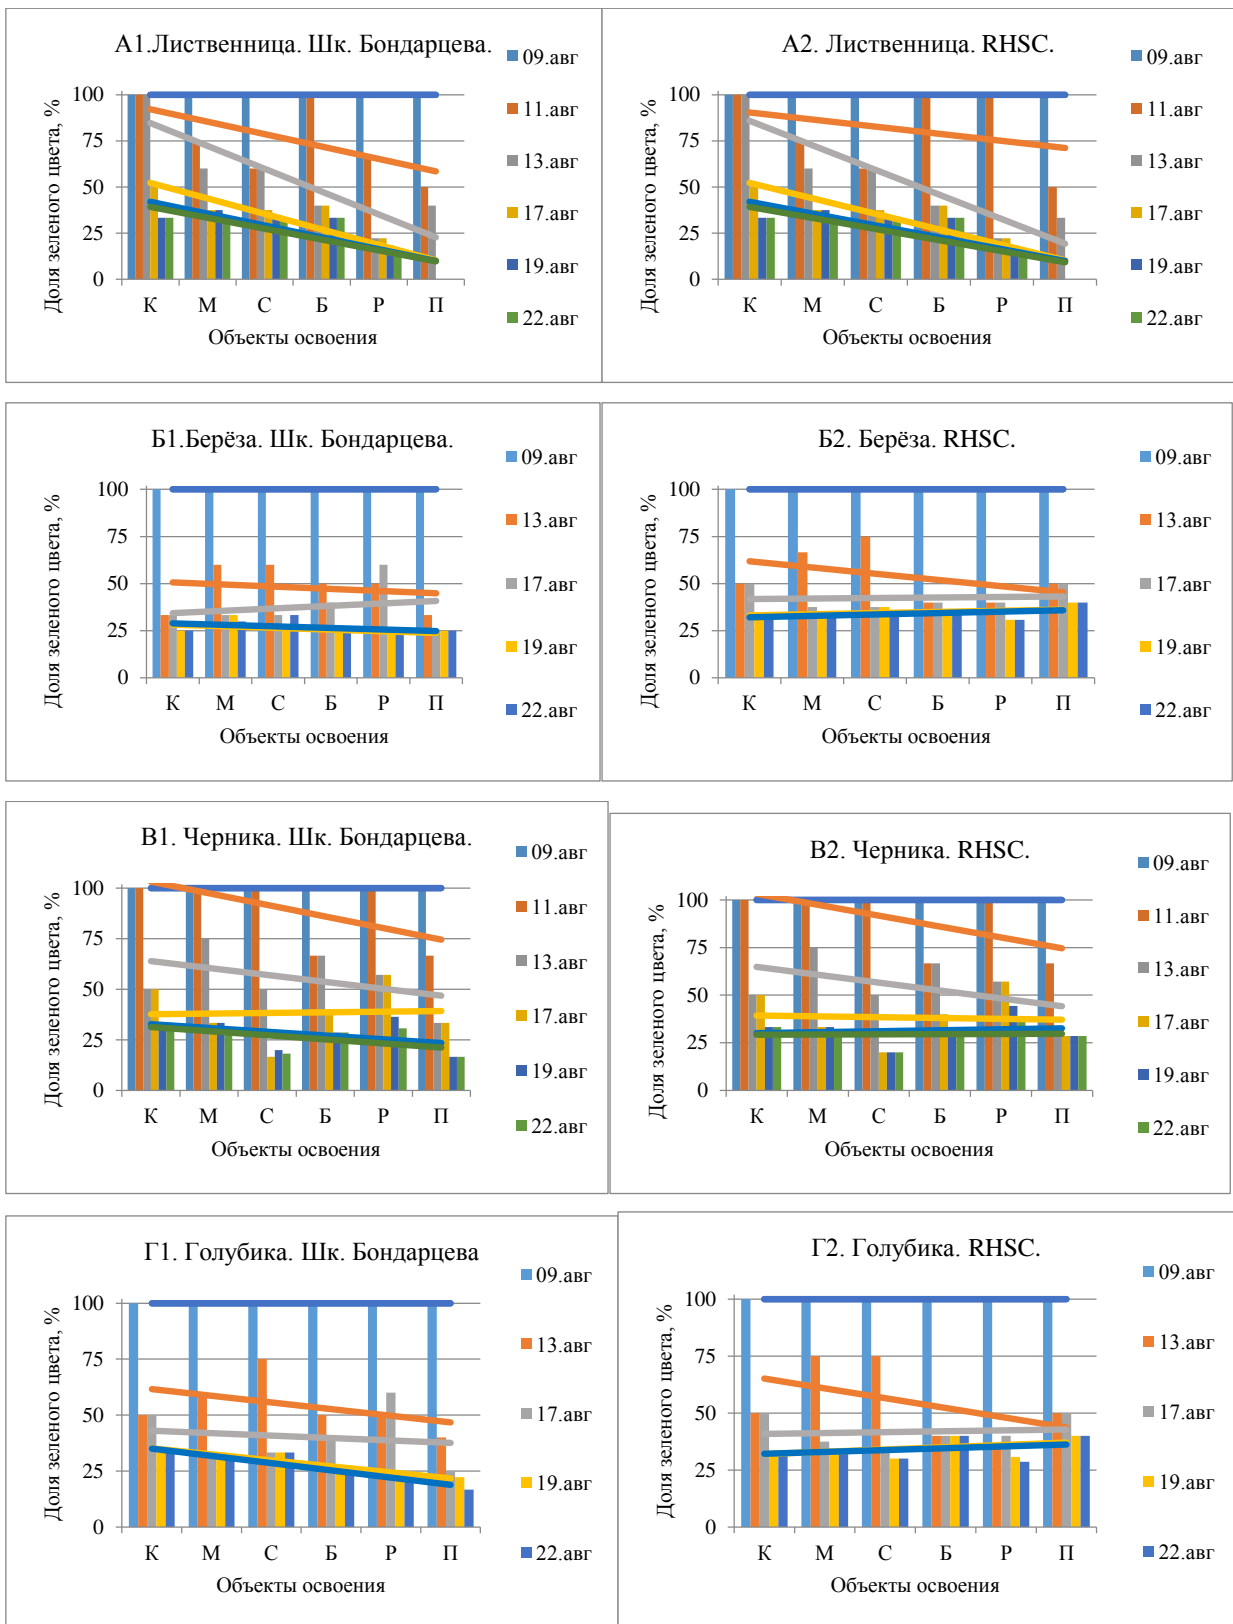 А1.Лиственница. Шк. Бондарцева.
Доля зеленого цвета, %
100
75
50
25
0
К М С Б Р П
Объекты освоения
09.авг
11.авг
13.авг
17.авг
19.авг
22.авг
А2. Лиственница. RHSC.
Доля зеленого цвета, %
100
75
50
25
0
К М С Б Р П
Объекты освоения
09.авг
11.авг
13.авг
17.авг
19.авг
22.авг
Б1.Берёза. Шк. Бондарцева.
Доля зеленого цвета, %
100
75
50
25
0
К М С Б Р П
Объекты освоения
09.авг
13.авг
17.авг
19.авг
22.авг
Б2. Берёза. RHSC.
Доля зеленого цвета, %
100
75
50
25
0
К М С Б Р П
Объекты освоения
09.авг
13.авг
17.авг
19.авг
22.авг
В1. Черника. Шк. Бондарцева.
Доля зеленого цвета, %
100
75
50
25
0
К М С Б Р П
Объекты освоения
09.авг
11.авг
13.авг
17.авг
19.авг
22.авг
В2. Черника. RHSC.
Доля зеленого цвета, %
100
75
50
25
0
К М С Б Р П
Объекты освоения
09.авг
11.авг
13.авг
17.авг
19.авг
22.авг
Г1. Голубика. Шк. Бондарцева
Доля зеленого цвета, %
100
75
50
25
0
К М С Б Р П
Объекты освоения
09.авг
13.авг
17.авг
19.авг
22.авг
Г2. Голубика. RHSC.
Доля зеленого цвета, %
100
75
50
25
0
К М С Б Р П
Объекты освоения
09.авг
13.авг
17.авг
19.авг
22.авг